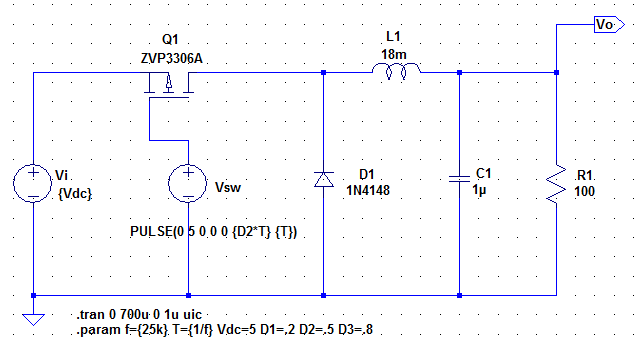 Vo
Q1
ZVP3306A
L1
18m
Vi
{Vdc}
Vsw
D1
1N4148
C1
1µ
R1
100
PULSE(0 5 0 0 0 {D2*T} {T})
.tran 0 700u 0 1u uic
.param f={25k} T={1/f} Vdc=5 D1=.2 D2=.5 D3=.8